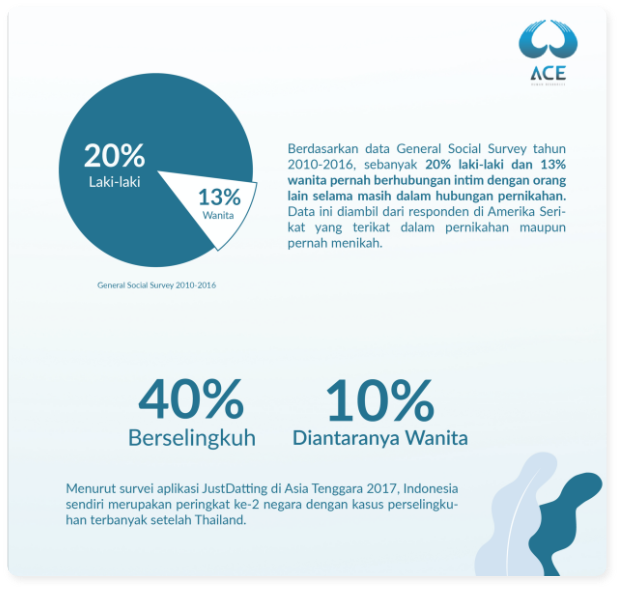 ACE
20%
Laki-laki
13%
Wanita
General Social Survey 2010-2016
Berdasarkan data General Social Survey tahun
2010-2016, sebanyak 20% laki-laki dan 13%
wanita pernah berhubungan intim dengan orang
lain selama masih dalam hubungan pernikahan.
Data ini diambil dari responden di Amerika Seri-
kat yang terikat dalam pernikahan maupun
pernah menikah.
40%
Berselingkuh
10%
Diantaranya Wanita
Menurut survei aplikasi JustDatting di Asia Tenggara 2017, Indonesia
sendiri merupakan peringkat ke-2 negara dengan kasus perselingku-
han terbanyak setelah Thailand.